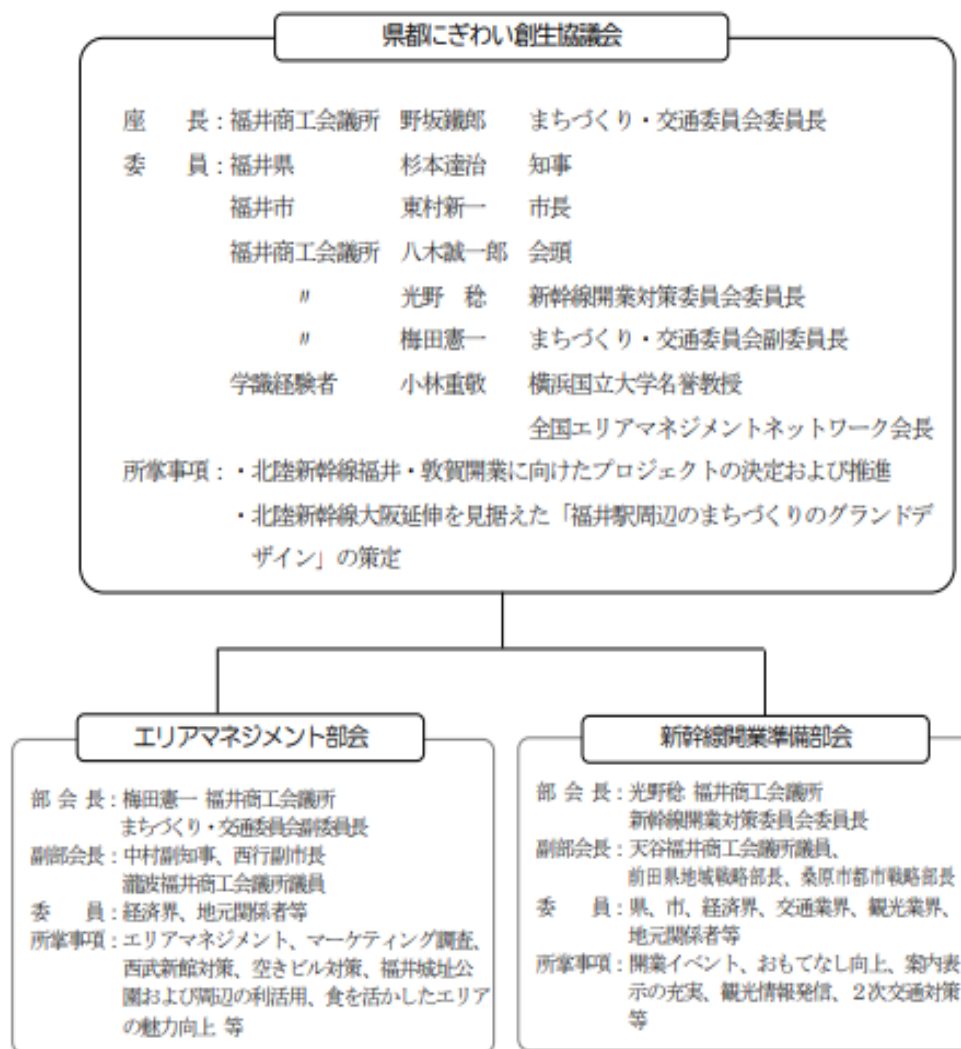 県都にぎわい創生協議会
座　長：福井商工会議所　野坂鐵郎　まちづくり・交通委員会委員長
委　員：福井県　杉本達治　知事
福井市　東村新一　市長
福井商工会議所　八木誠一郎　会頭
〃　光野　稔　新幹線開業対策委員会委員長
〃　梅田憲一　まちづくり・交通委員会副委員長
学識経験者　小林重敬　横浜国立大学名誉教授
全国エリアマネジメントネットワーク会長
所掌事項：・北陸新幹線福井・敦賀開業に向けたプロジェクトの決定および推進
・北陸新幹線大阪延伸を見据えた「福井駅周辺のまちづくりのグランドデ
ザイン」の策定
エリアマネジメント部会
部 会 長：梅田憲一 福井商工会議所
まちづくり・交通委員会副委員長
副部会長：中村副知事、西行副市長
瀧波福井商工会議所議員
委　員：経済界、地元関係者等
所掌事項：エリアマネジメント、マーケティング調査、
西武新館対策、空きビル対策、福井城址公
園および周辺の利活用、食を活かしたエリア
の魅力向上 等
新幹線開業準備部会
部 会 長：光野稔 福井商工会議所
新幹線開業対策委員会委員長
副部会長：天谷福井商工会議所議員、
前田県地域戦略部長、桑原市都市戦略部長
委　員：県、市、経済界、交通業界、観光業界、
地元関係者等
所掌事項：開業イベント、おもてなし向上、案内表
示の充実、観光情報発信、２次交通対策
等